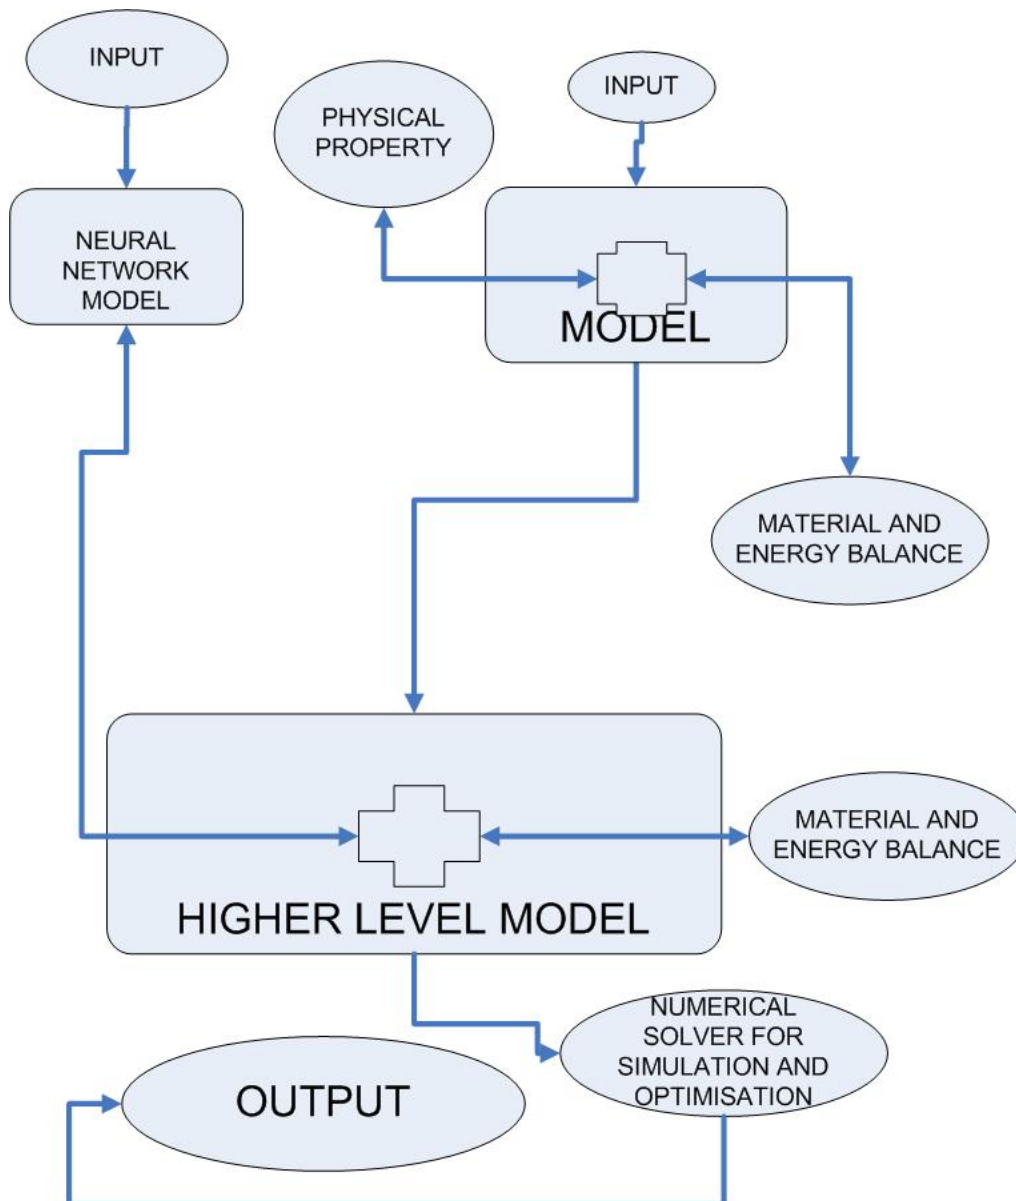 INPUT
INPUT
PHYSICAL
PROPERTY
NEURAL
NETWORK
MODEL
MODEL
MATERIAL AND
ENERGY BALANCE
MATERIAL AND
ENERGY BALANCE
HIGHER LEVEL MODEL
NUMERICAL
SOLVER FOR
SIMULATION AND
OPTIMISATION
OUTPUT